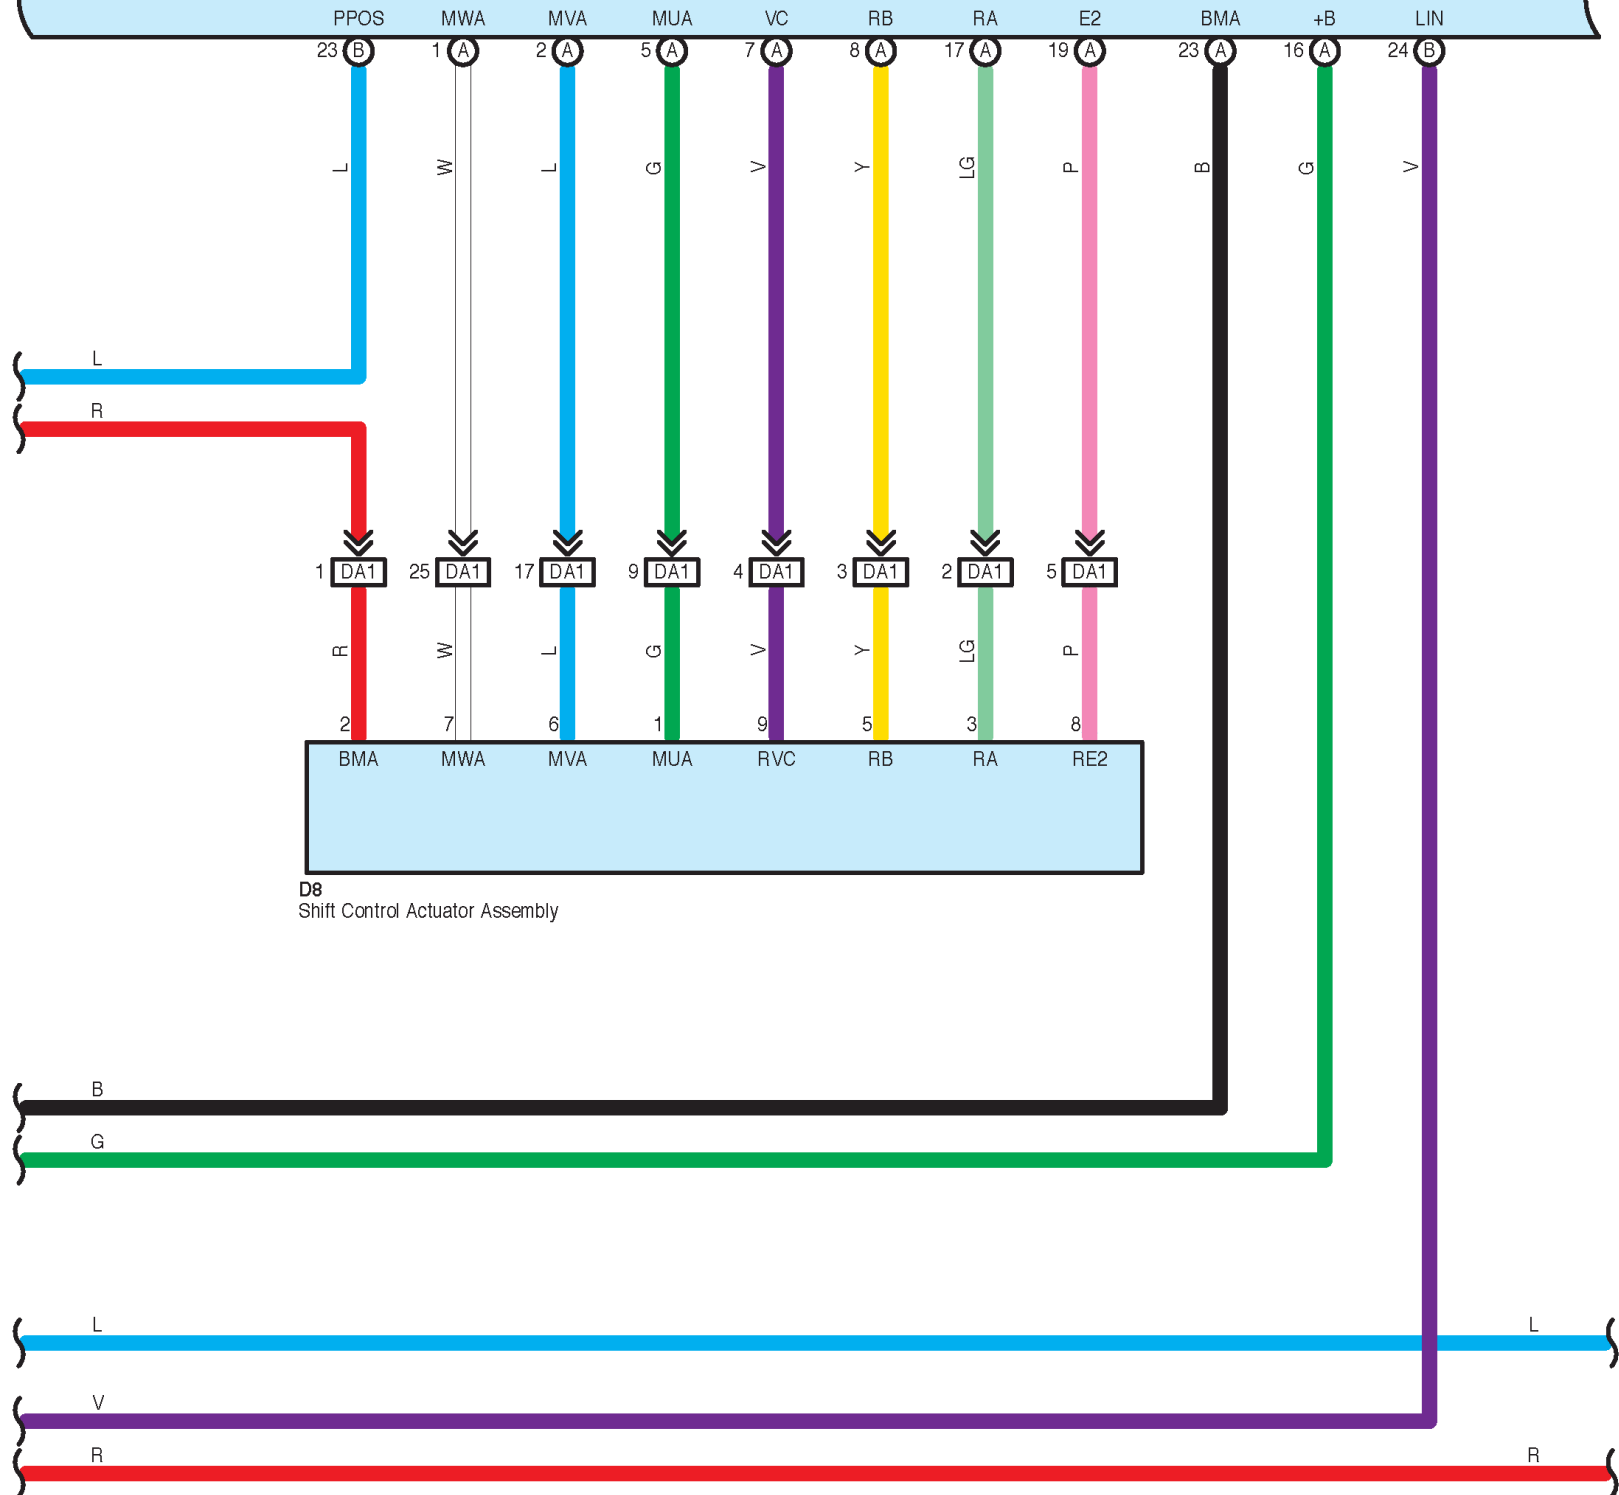 PPOS MWA MVA MUA VC RB RA E2 BMA +B LIN
23 B 1 A 2 A 5 A 7 A 8 A 17 A 19 A 23 A 16 A 24 B
L W L G V Y LG P B G V
L
R
1 DA1 25 DA1 17 DA1 9 DA1 4 DA1 3 DA1 2 DA1 5 DA1
R W L G V Y LG P
2 7 6 1 9 5 3 8
BMA MWA MVA MUA RVC RB RA RE2
D8
Shift Control Actuator Assembly
B
G
L L
V
R R